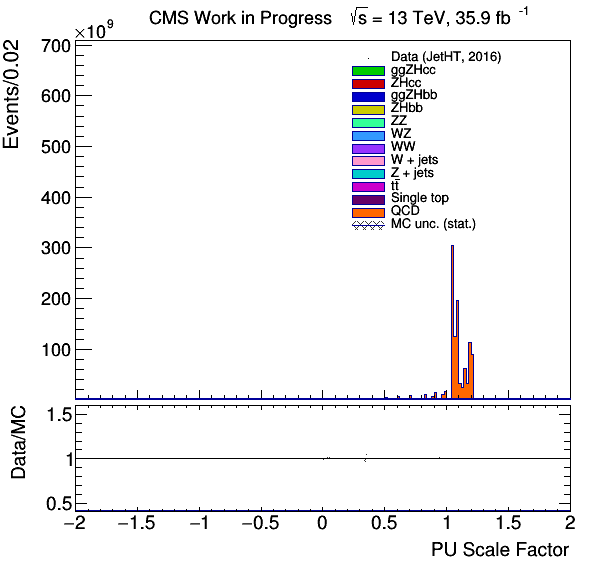 CMS Work in Progress √s = 13 TeV, 35.9 fb⁻¹
×10⁹
Events/0.02
700
600
500
400
300
200
100
Data (JetHT, 2016)
ggZHcc
ZHcc
ggZHbb
ZHbb
ZZ
WZ
WW
W + jets
Z + jets
tt̄
Single top
QCD
MC unc. (stat.)
Data/MC
1.5
1
0.5
−2 −1.5 −1 −0.5 0 0.5 1 1.5 2
PU Scale Factor